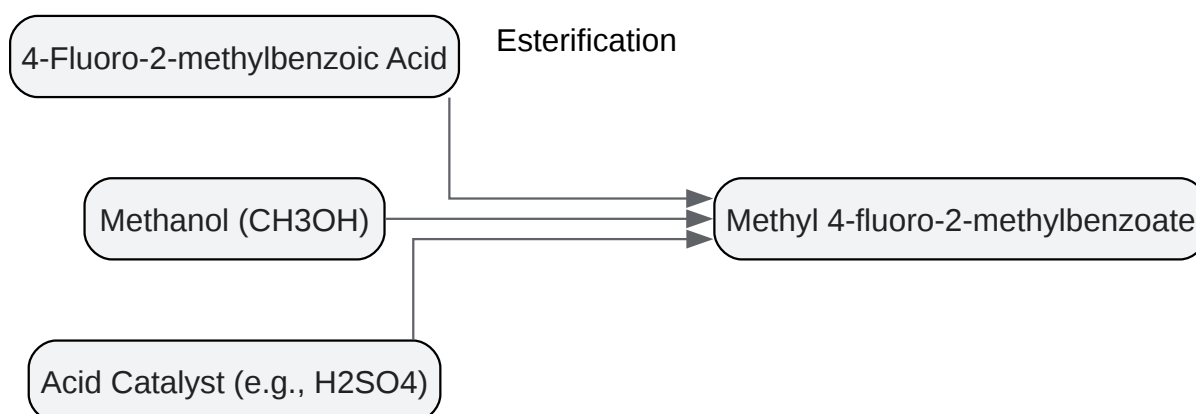 4-Fluoro-2-methylbenzoic Acid
Esterification
Methanol (CH3OH)
Methyl 4-fluoro-2-methylbenzoate
Acid Catalyst (e.g., H2SO4)